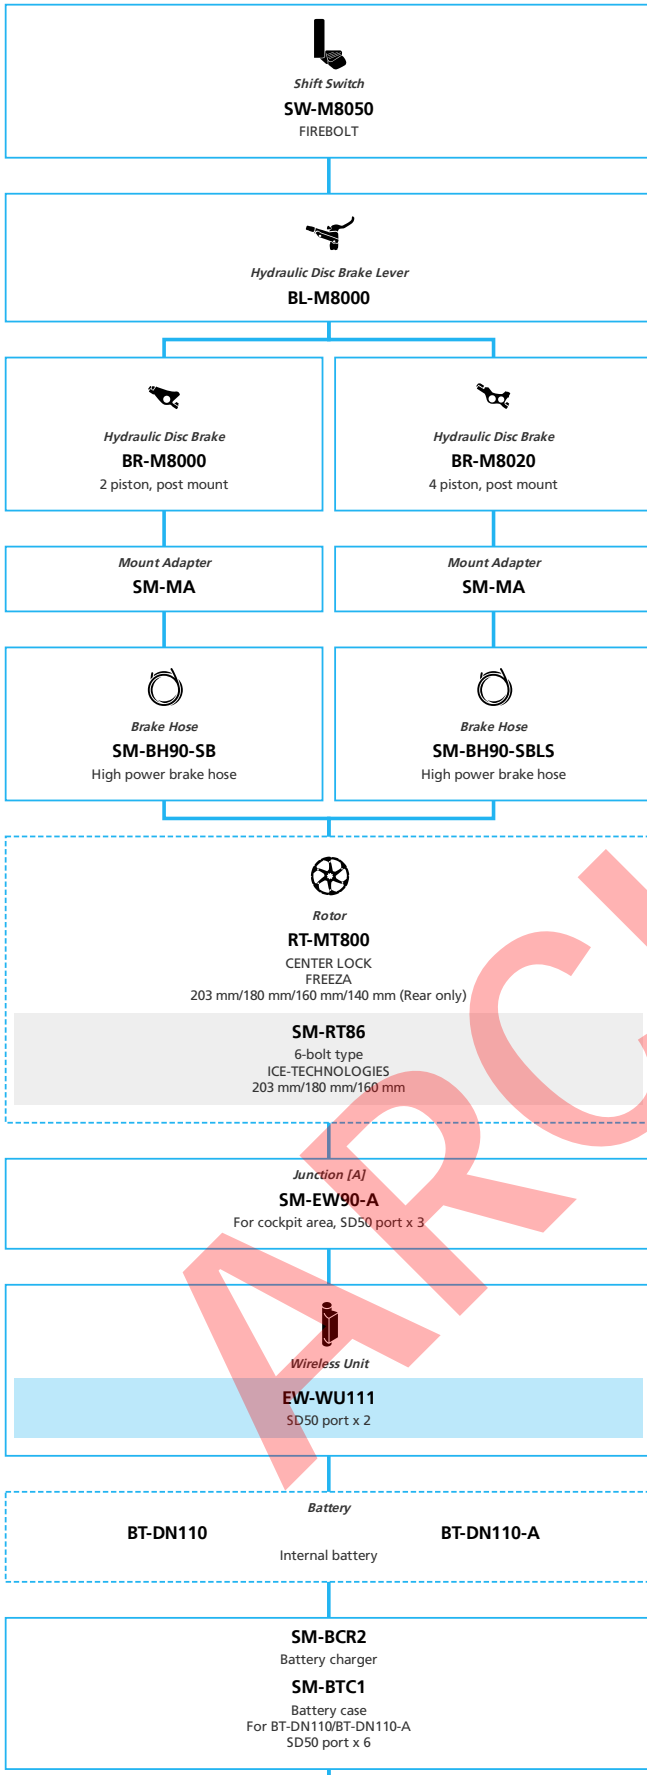 Shift Switch
SW-M8050
FIREBOLT
Hydraulic Disc Brake Lever
BL-M8000
Hydraulic Disc Brake
BR-M8000
2 piston, post mount
Hydraulic Disc Brake
BR-M8020
4 piston, post mount
Mount Adapter
SM-MA
Mount Adapter
SM-MA
Brake Hose
SM-BH90-SB
High power brake hose
Brake Hose
SM-BH90-SBLS
High power brake hose
Rotor
RT-MT800
CENTER LOCK
FREEZA
203 mm/180 mm/160 mm/140 mm (Rear only)
SM-RT86
6-bolt type
ICE-TECHNOLOGIES
203 mm/180 mm/160 mm
Junction [A]
SM-EW90-A
For cockpit area, SD50 port x 3
Wireless Unit
EW-WU111
SD50 port x 2
Battery
BT-DN110
BT-DN110-A
Internal battery
SM-BCR2
Battery charger
SM-BTC1
Battery case
For BT-DN110/BT-DN110-A
SD50 port x 6